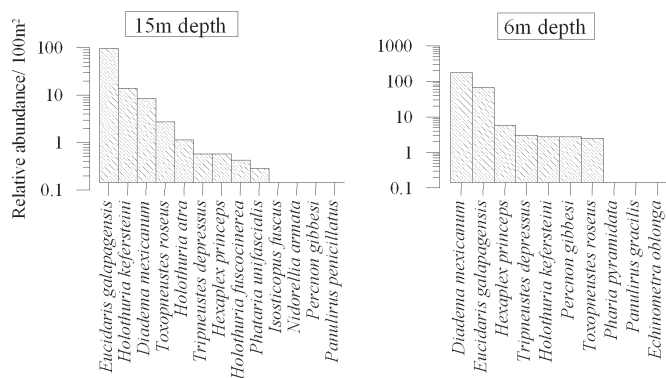 15m depth
Relative abundance/ 100m²
100
10
1
0.1
Eucidaris galapagensis
Holothuria kefersteini
Diadema mexicanum
Toxopneustes roseus
Holothuria atra
Tripneustes depressus
Hexaplex princeps
Holothuria fuscocinerea
Phataria unifascialis
Isosticopus fuscus
Nidorellia armata
Percnon gibbesi
Panulirus penicillatus
6m depth
1000
100
10
1
0.1
Diadema mexicanum
Eucidaris galapagensis
Hexaplex princeps
Tripneustes depressus
Holothuria kefersteini
Percnon gibbesi
Toxopneustes roseus
Pharia pyramidata
Panulirus gracilis
Echinometra oblonga